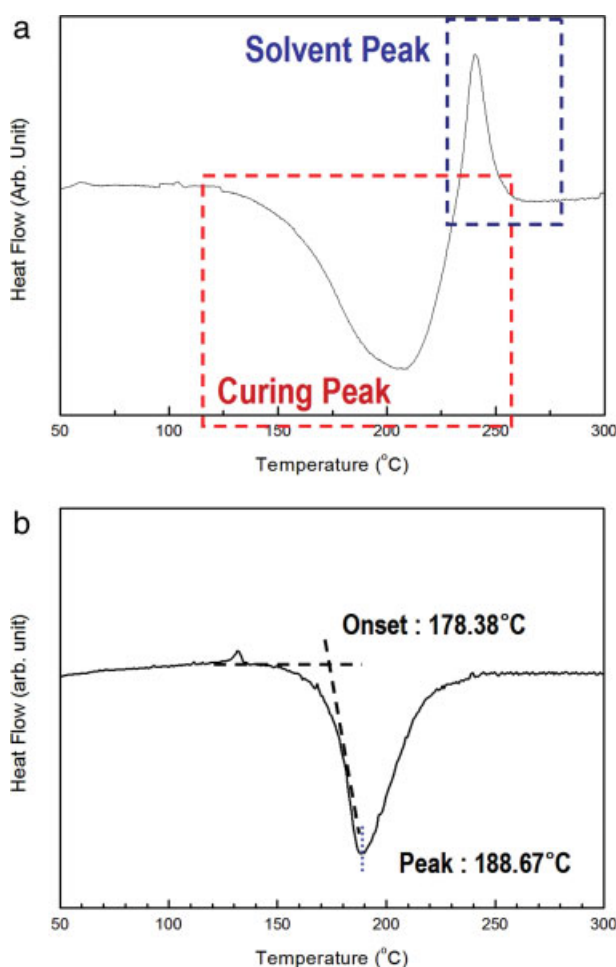 a
Solvent Peak
Curing Peak
Heat Flow (Arb. Unit)
50 100 150 200 250 300
Temperature (°C)
b
Onset : 178.38°C
Peak : 188.67°C
Heat Flow (arb. unit)
50 100 150 200 250 300
Temperature (°C)